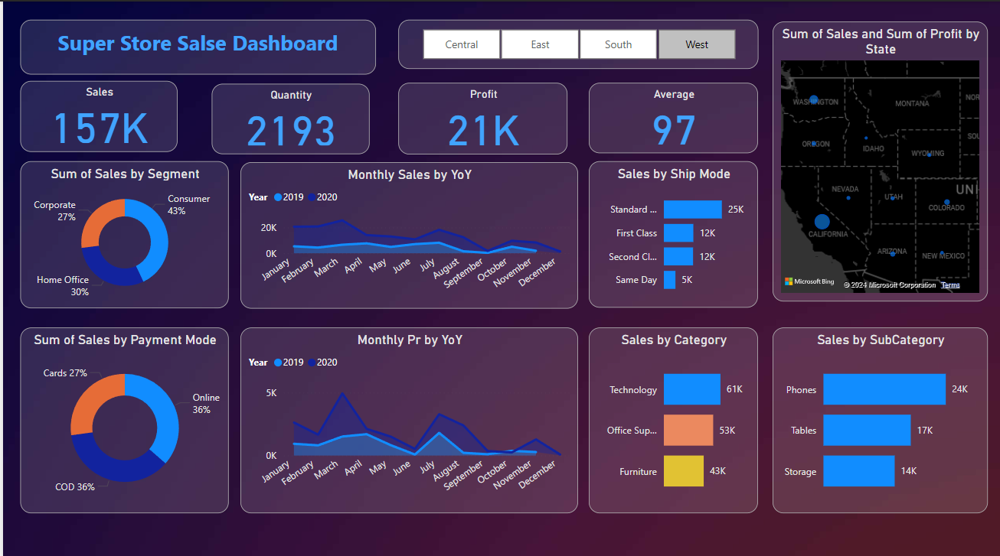 Super Store Salse Dashboard
Central
East
South
West
Sum of Sales and Sum of Profit by
State
WASHINGTON
MONTANA
NOR
OREGON
IDAHO
SOU
WYOMING
NEVADA
UTAH
UNI
COLORADO
CALIFORNIA
ARIZONA
NEW MEXICO
Microsoft Bing
© 2024 Microsoft Corporation
Terms
Sales
157K
Quantity
2193
Profit
21K
Average
97
Sum of Sales by Segment
Consumer
43%
Corporate
27%
Home Office
30%
Monthly Sales by YoY
Year 2019 2020
20K
0K
January
February
March
April
May
June
July
August
September
October
November
December
Sales by Ship Mode
Standard ... 25K
First Class 12K
Second Cl... 12K
Same Day 5K
Sum of Sales by Payment Mode
Cards 27%
Online
36%
COD 36%
Monthly Pr by YoY
Year 2019 2020
5K
0K
January
February
March
April
May
June
July
August
September
October
November
December
Sales by Category
Technology 61K
Office Sup... 53K
Furniture 43K
Sales by SubCategory
Phones 24K
Tables 17K
Storage 14K